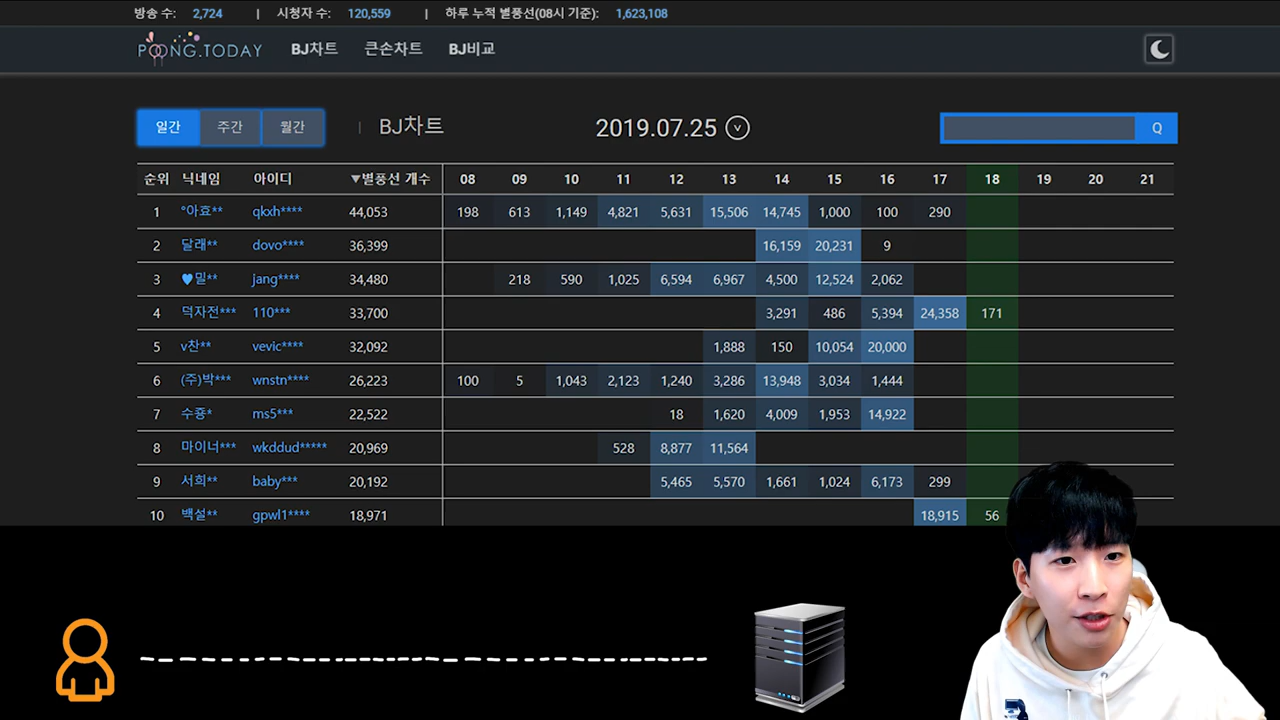 방송 수: 2,724 | 시청자 수: 120,559 | 하루 누적 별풍선(08시 기준): 1,623,108
POONG.TODAY BJ차트 큰손차트 BJ비교
일간 주간 월간 | BJ차트 2019.07.25 Q
순위 닉네임 아이디 ▼별풍선 개수 08 09 10 11 12 13 14 15 16 17 18 19 20 21
1 °아효** qkxh**** 44,053 198 613 1,149 4,821 5,631 15,506 14,745 1,000 100 290
2 달래** dovo**** 36,399 16,159 20,231 9
3 ♥밀** jang**** 34,480 218 590 1,025 6,594 6,967 4,500 12,524 2,062
4 덕자전*** 110*** 33,700 3,291 486 5,394 24,358 171
5 v찬** vevic**** 32,092 1,888 150 10,054 20,000
6 (주)박*** wnstn**** 26,223 100 5 1,043 2,123 1,240 3,286 13,948 3,034 1,444
7 수종* ms5*** 22,522 18 1,620 4,009 1,953 14,922
8 마이너*** wkddud***** 20,969 528 8,877 11,564
9 서희** baby*** 20,192 5,465 5,570 1,661 1,024 6,173 299
10 백설** gpwl1**** 18,971 18,915 56